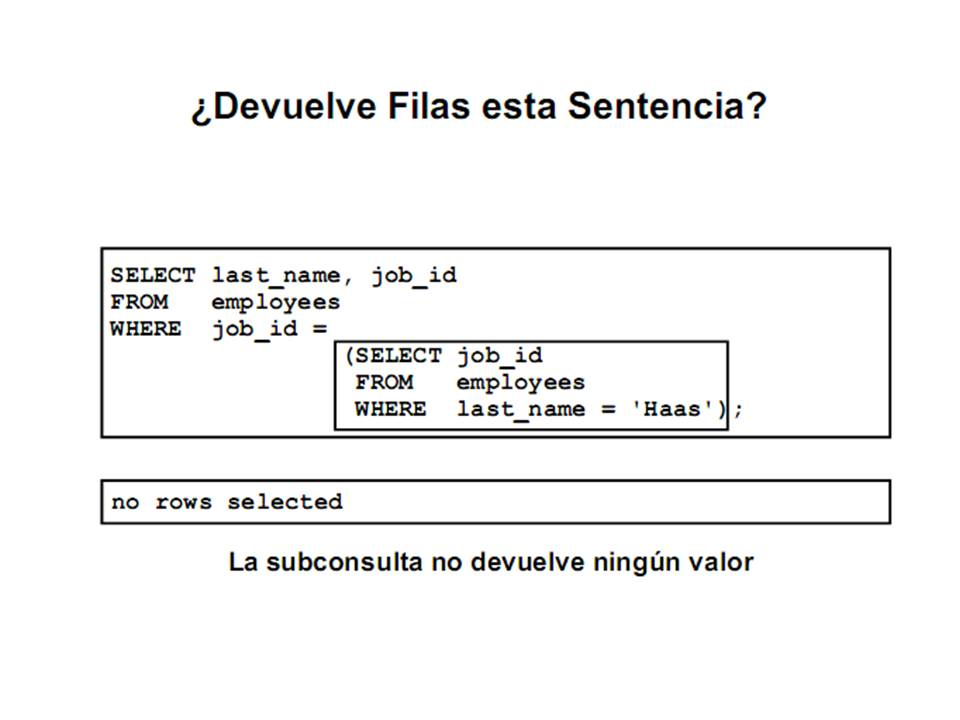 ¿Devuelve Filas esta Sentencia?
SELECT last_name, job_id
FROM   employees
WHERE  job_id =
(SELECT job_id
FROM   employees
WHERE  last_name = 'Haas');
no rows selected
La subconsulta no devuelve ningún valor